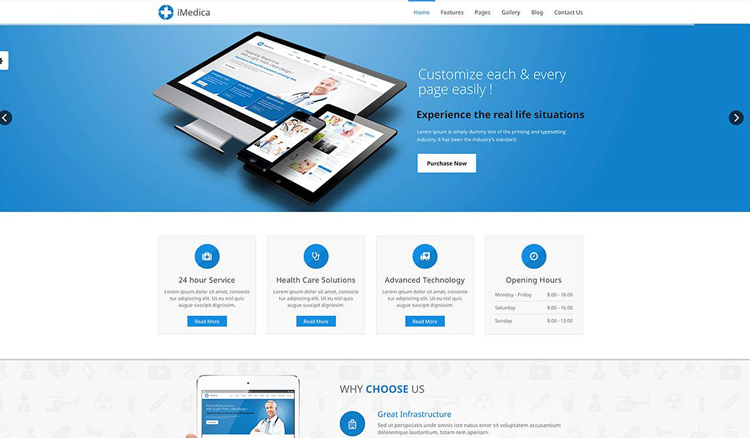 iMedica
Home Features Pages Gallery Blog Contact Us
Customize each & every
page easily !
Experience the real life situations
Lorem Ipsum is simply dummy text of the printing and typesetting
industry, it has been the industry's standard.
Purchase Now
24 hour Service
Lorem ipsum dolor sit amet, consecte
tur adipiscing elit. Ut eu nisl quis
augue suscipit dignissim.
Read More
Health Care Solutions
Lorem ipsum dolor sit amet, consecte
tur adipiscing elit. Ut eu nisl quis
augue suscipit dignissim.
Read More
Advanced Technology
Lorem ipsum dolor sit amet, consecte
tur adipiscing elit. Ut eu nisl quis
augue suscipit dignissim.
Read More
Opening Hours
Monday - Friday 8.00 - 18.00
Saturday 8.00 - 16.00
Sunday 8.00 - 13.00
WHY CHOOSE US
Great Infrastructure
Sed ut perspiciatis unde omnis iste natus error sit voluptatem accusantium
doloremque laudantium, totam rem aperiam.